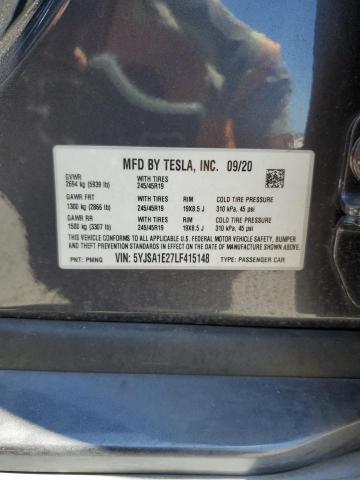 MFD BY TESLA, INC. 09/20
GVWR WITH TIRES
2694 kg (5939 lb) 245/45R19
GAWR FRT WITH TIRES RIM COLD TIRE PRESSURE
1300 kg (2866 lb) 245/45R19 19X8.5 J 310 kPa, 45 psi
GAWR RR WITH TIRES RIM COLD TIRE PRESSURE
1500 kg (3307 lb) 245/45R19 19X8.5 J 310 kPa, 45 psi
THIS VEHICLE CONFORMS TO ALL APPLICABLE U.S. FEDERAL MOTOR VEHICLE SAFETY, BUMPER
AND THEFT PREVENTION STANDARDS IN EFFECT ON THE DATE OF MANUFACTURE SHOWN ABOVE.
PNT: PMNG VIN: 5YJSA1E27LF415148 TYPE: PASSENGER CAR